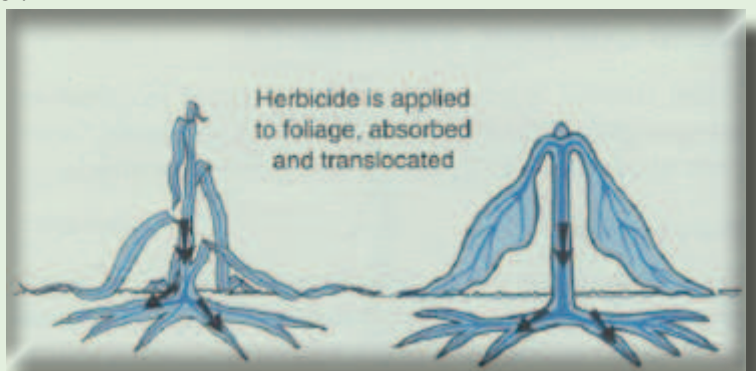 Herbicide is applied
to foliage, absorbed
and translocated